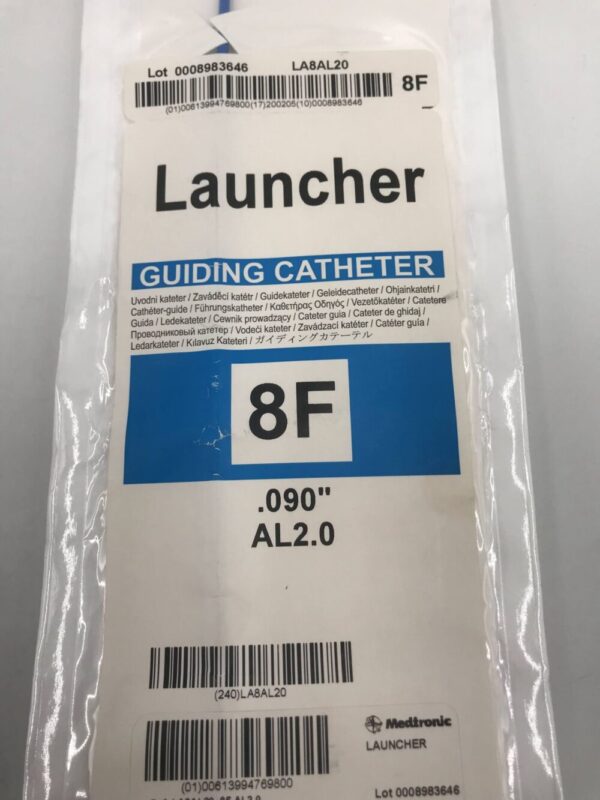 Lot 0008983646 LA8AL20
8F
(01)00613994769800(17)200205(10)0008983646
Launcher
GUIDING CATHETER
Uvodni kateter / Zaváděcí katétr / Guidekateter / Geleidecatheter / Ohjainkatetri /
Cathéter-guide / Führungskatheter / Καθετήρας Οδηγός / Vezetőkatéter / Catetere
Guida / Ledekateter / Cewnik prowadzący / Cateter guia / Cateter de ghidaj /
Проводниковый катетер / Vodeći kateter / Zavádzací katéter / Catéter guía /
Ledarkateter / Kılavuz Kateteri / ガイディングカテーテル
8F
.090"
AL2.0
(240)LA8AL20
Medtronic
LAUNCHER
(01)00613994769800
Lot 0008983646